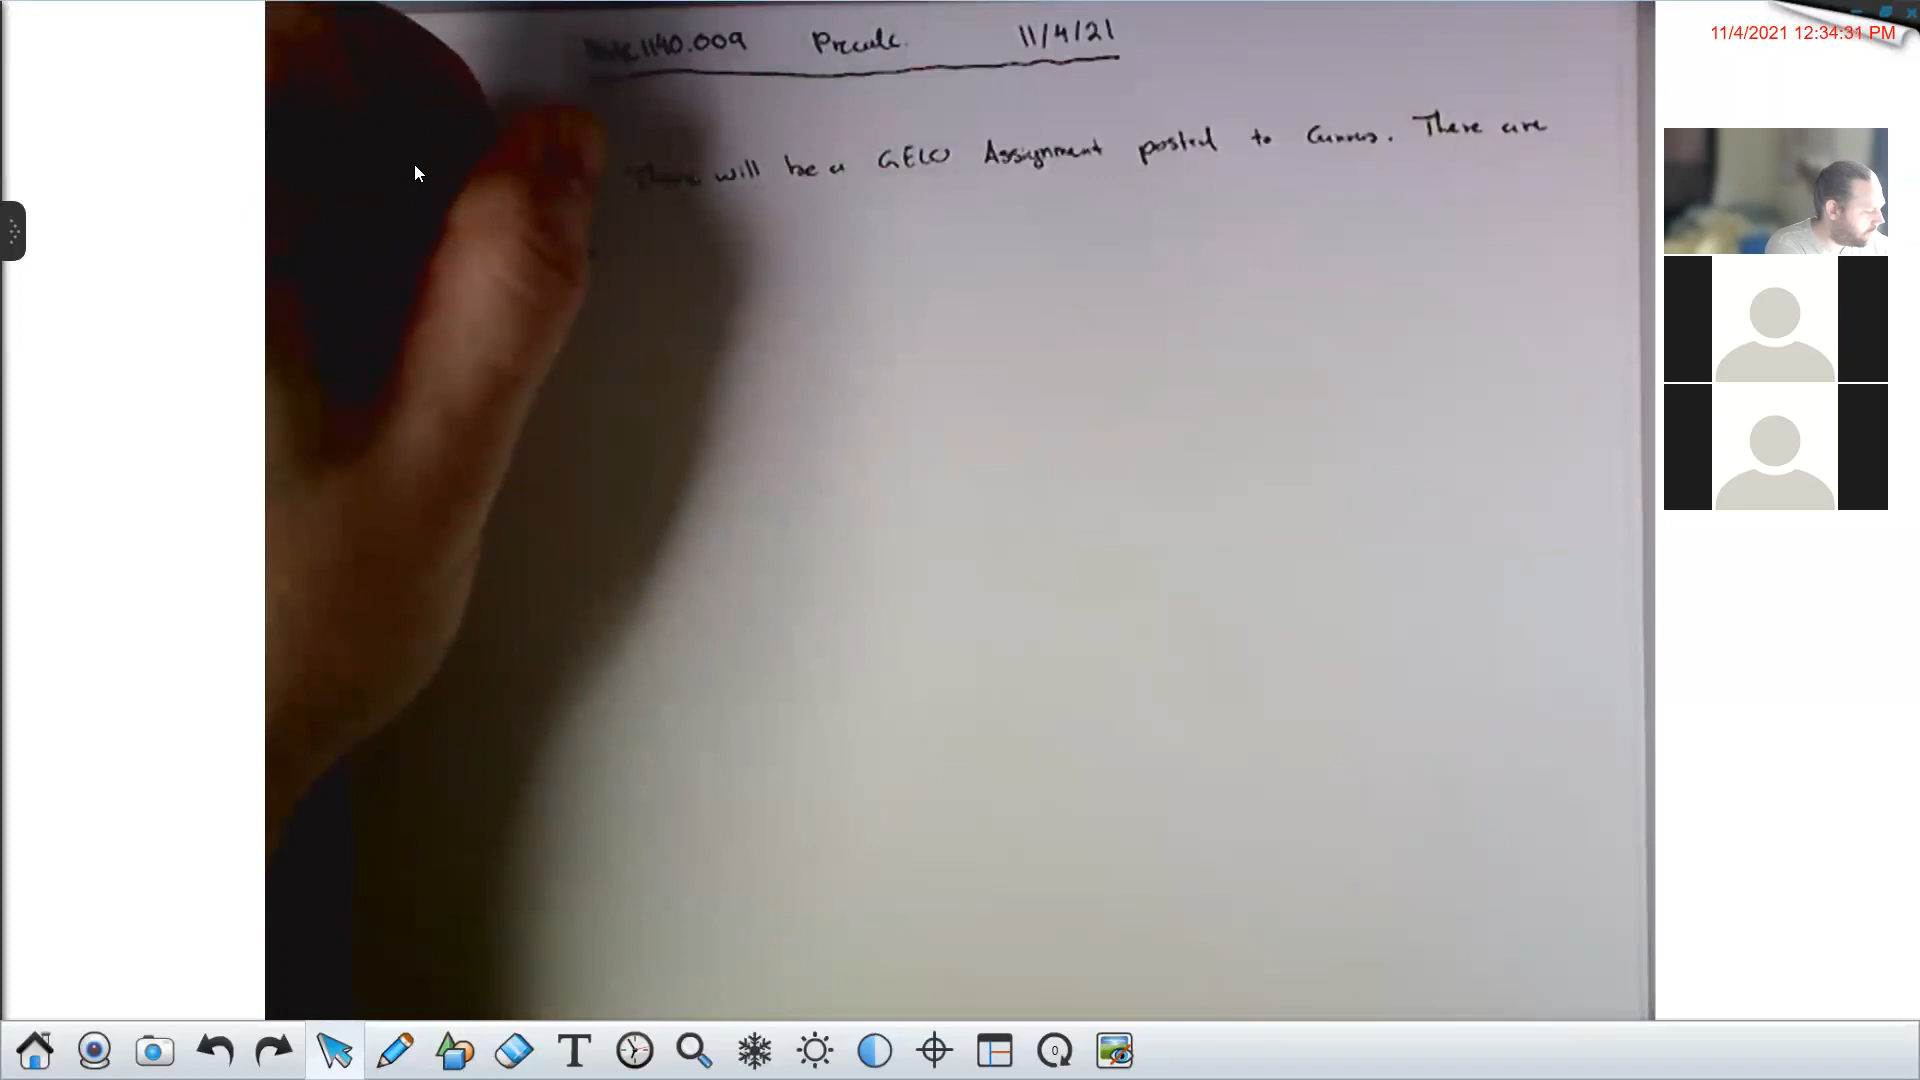 11/4/2021 12:34:31 PM
1140.009 Precalc. 11/4/21
There will be a GELO Assignment posted to Canvas. There are
T
0